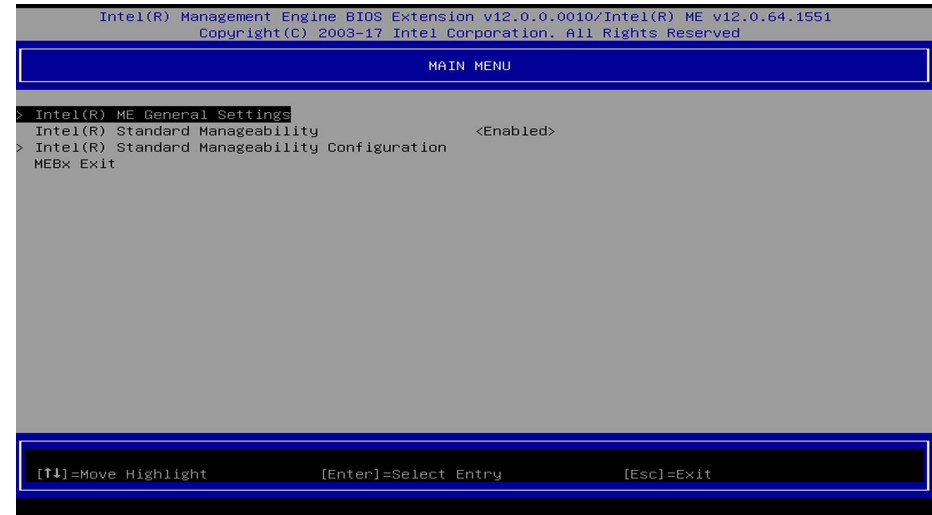 Intel(R) Management Engine BIOS Extension v12.0.0.0010/Intel(R) ME v12.0.64.1551
Copyright(C) 2003-17 Intel Corporation. All Rights Reserved
MAIN MENU
> Intel(R) ME General Settings
Intel(R) Standard Manageability <Enabled>
> Intel(R) Standard Manageability Configuration
MEBx Exit
[↑↓]=Move Highlight [Enter]=Select Entry [Esc]=Exit